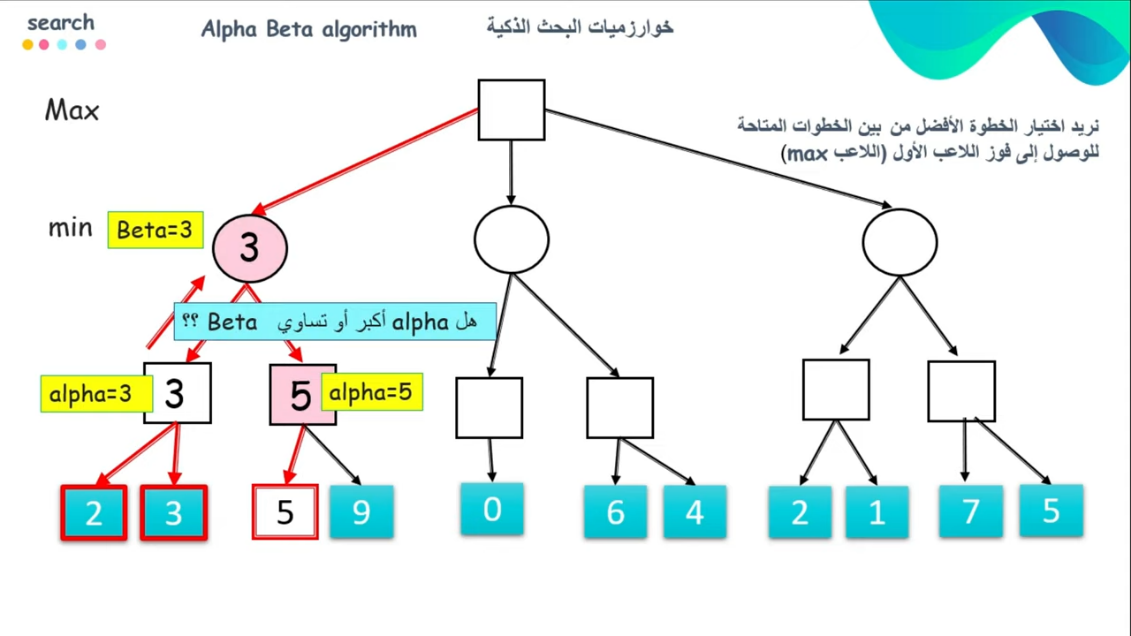 search
Alpha Beta algorithm
خوارزميات البحث الذكية
Max
نريد اختيار الخطوة الأفضل من بين الخطوات المتاحة
للوصول إلى فوز اللاعب الأول (اللاعب max)
min
Beta=3
3
هل alpha أكبر أو تساوي Beta ؟؟
alpha=3
3
5
alpha=5
2
3
5
9
0
6
4
2
1
7
5